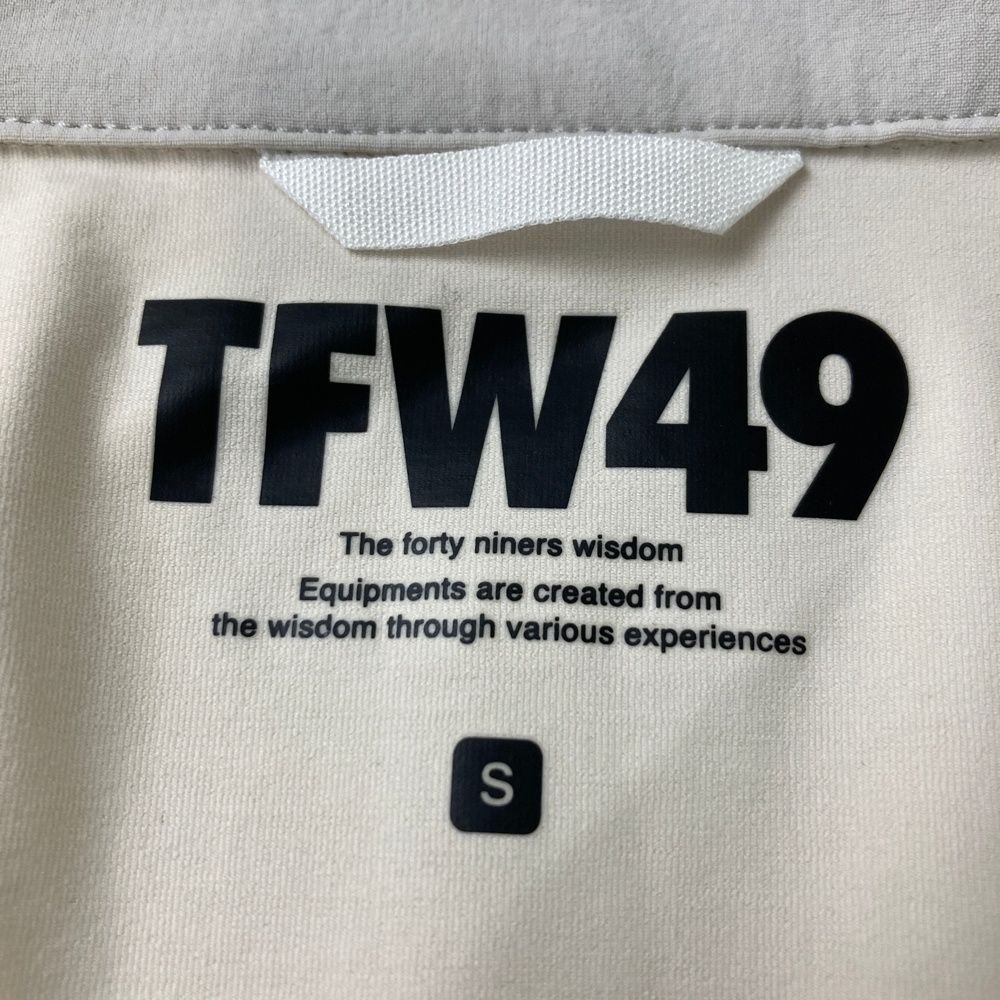 TFW49
The forty niners wisdom
Equipments are created from
the wisdom through various experiences
S